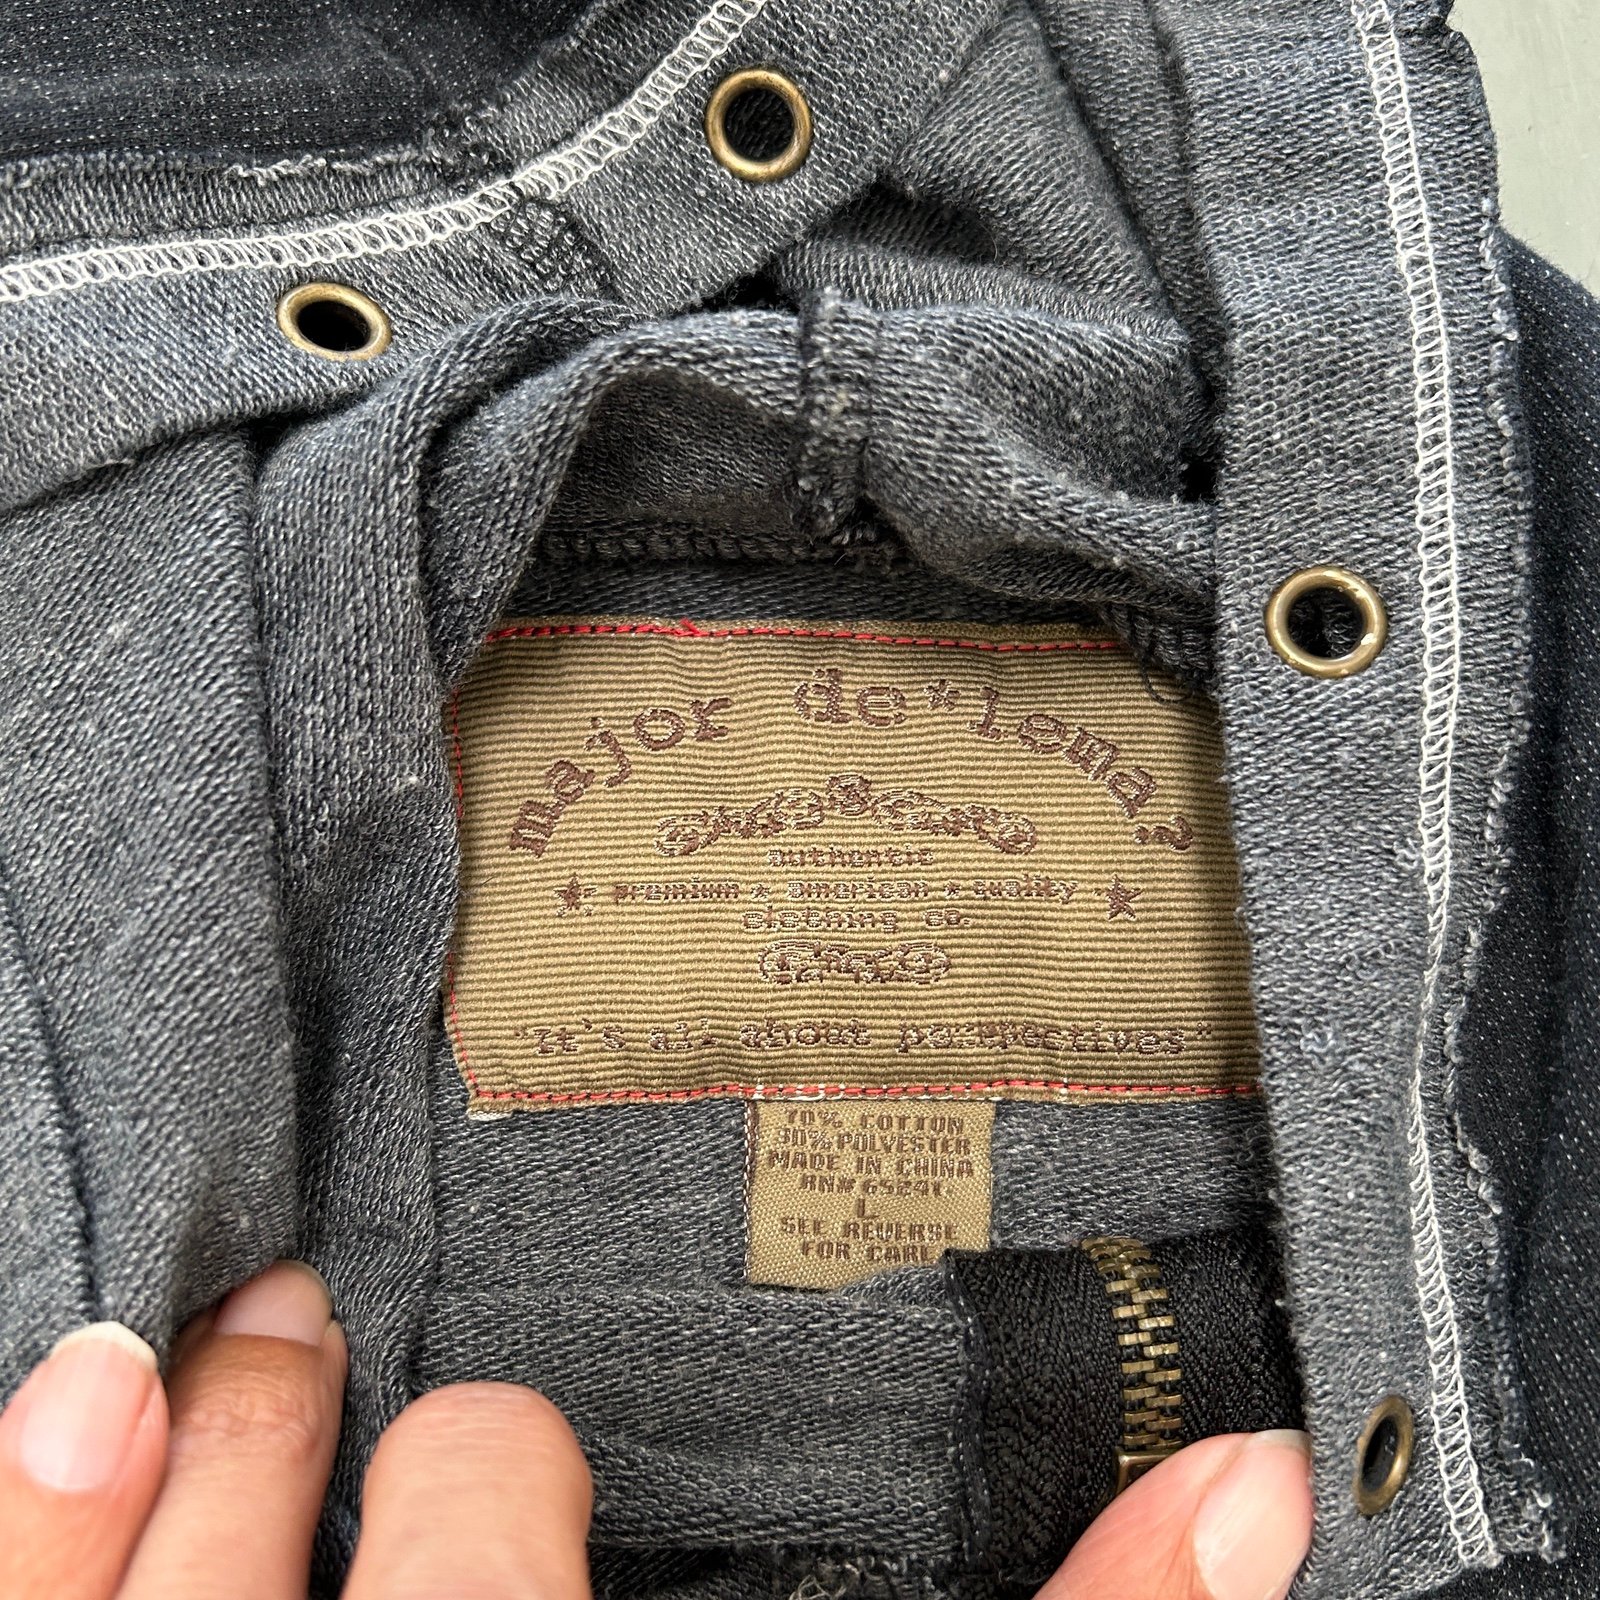 major de*lema?
authentic
premium ★ american ★ quality
clothing co.
"It's all about perspectives"
70% COTTON
30% POLYESTER
MADE IN CHINA
RN# 65241
L
SEE REVERSE
FOR CARE